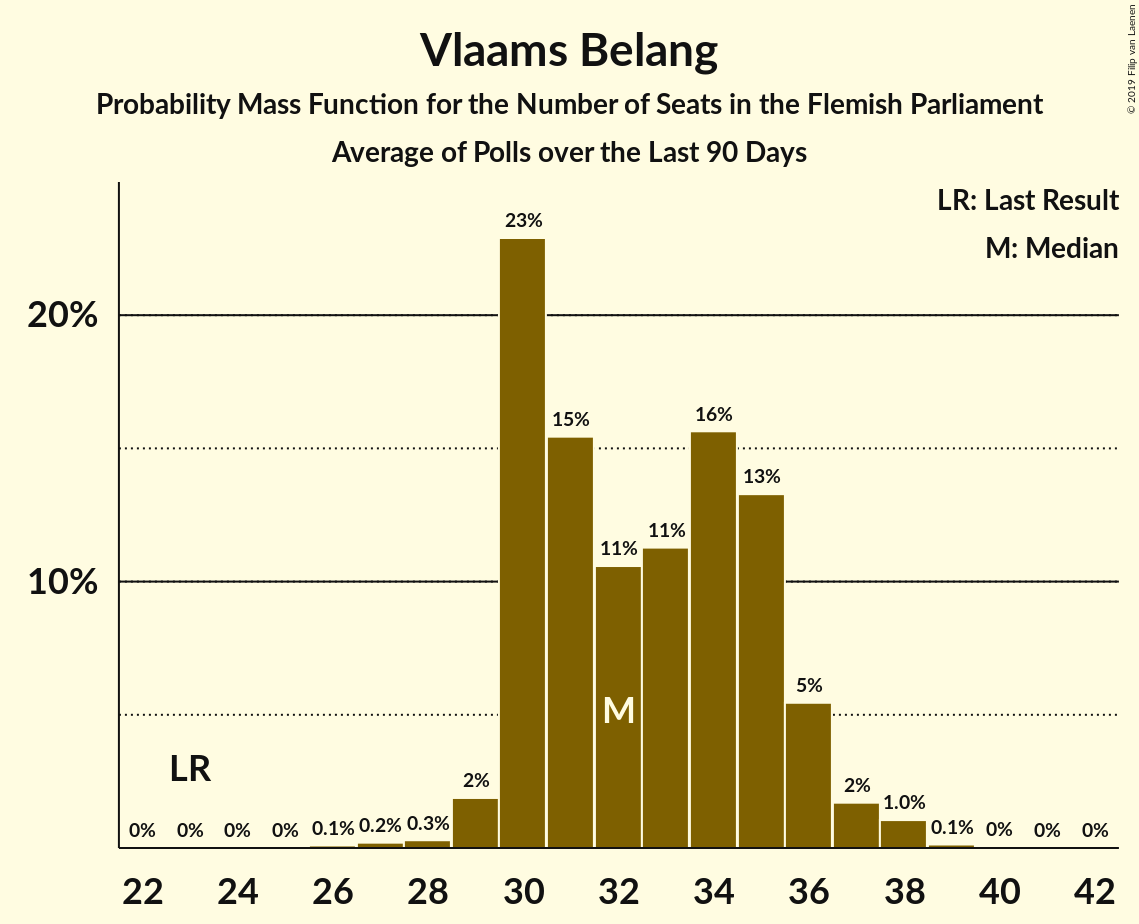 Vlaams Belang
Probability Mass Function for the Number of Seats in the Flemish Parliament
Average of Polls over the Last 90 Days
© 2019 Filip van Laenen
LR: Last Result
M: Median
20%
10%
23%
15%
11%
11%
16%
13%
5%
2%
1.0%
0.1%
0%
0%
0%
0%
0%
0%
0%
0.1%
0.2%
0.3%
2%
LR
M
22 24 26 28 30 32 34 36 38 40 42